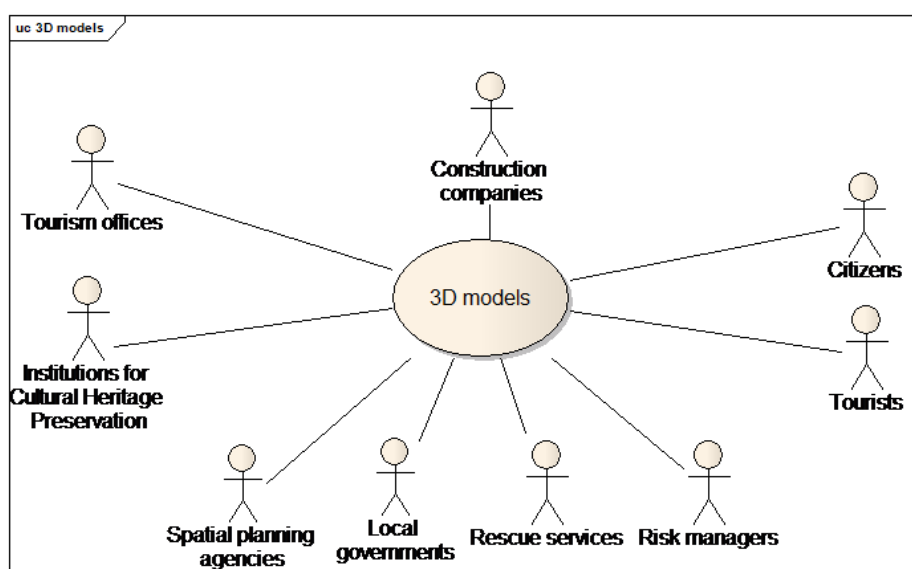 uc 3D models
Construction
companies
Tourism offices
Citizens
3D models
Institutions for
Cultural Heritage
Preservation
Tourists
Spatial planning
agencies
Local
governments
Rescue services
Risk managers